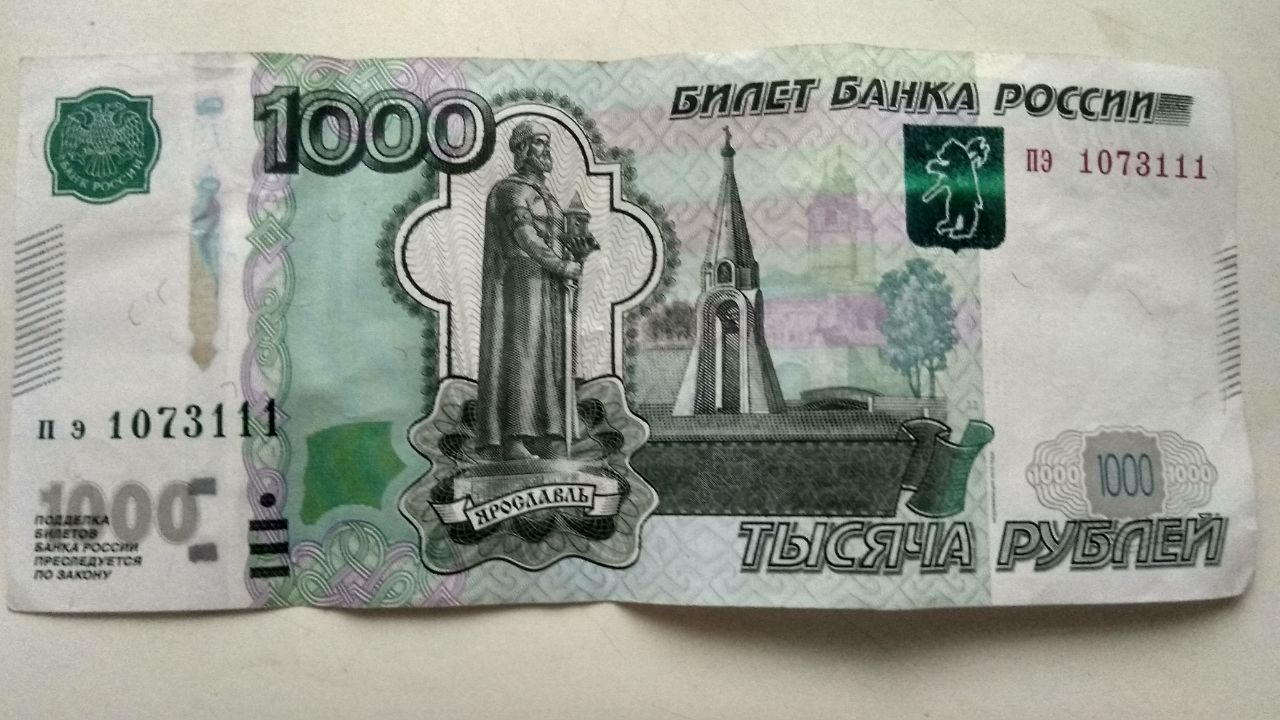 1000
БИЛЕТ БАНКА РОССИИ
БАНК РОССИИ
ПЭ 1073111
пэ 1073111
1000
ПОДДЕЛКА
БИЛЕТОВ
БАНКА РОССИИ
ПРЕСЛЕДУЕТСЯ
ПО ЗАКОНУ
ЯРОСЛАВЛЬ
1000 1000 1000
ТЫСЯЧА РУБЛЕЙ